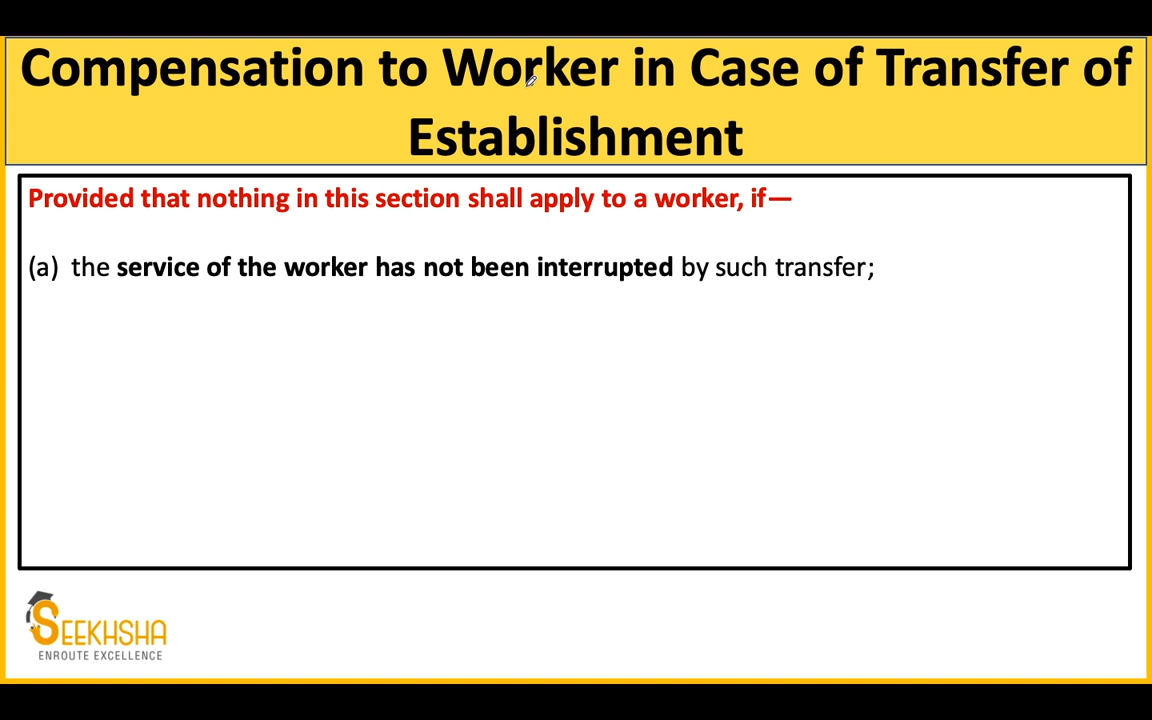 Compensation to Worker in Case of Transfer of
Establishment
Provided that nothing in this section shall apply to a worker, if—
(a) the service of the worker has not been interrupted by such transfer;
SEEKHSHA
ENROUTE EXCELLENCE